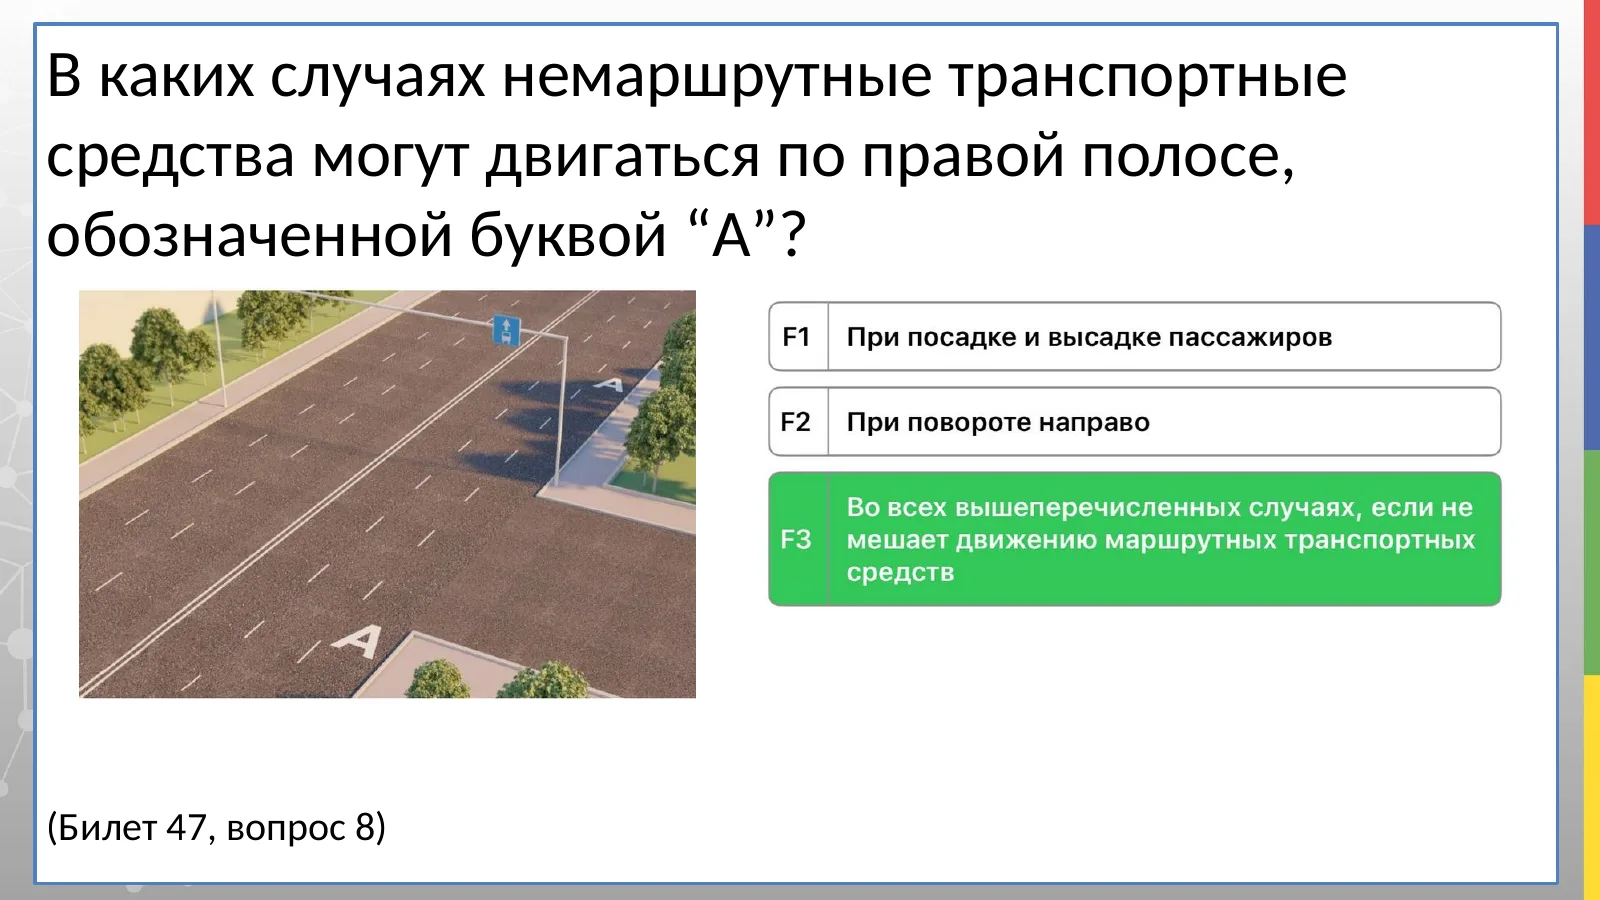 В каких случаях немаршрутные транспортные
средства могут двигаться по правой полосе,
обозначенной буквой “А”?
А
А
F1 При посадке и высадке пассажиров
F2 При повороте направо
F3 Во всех вышеперечисленных случаях, если не
мешает движению маршрутных транспортных
средств
(Билет 47, вопрос 8)